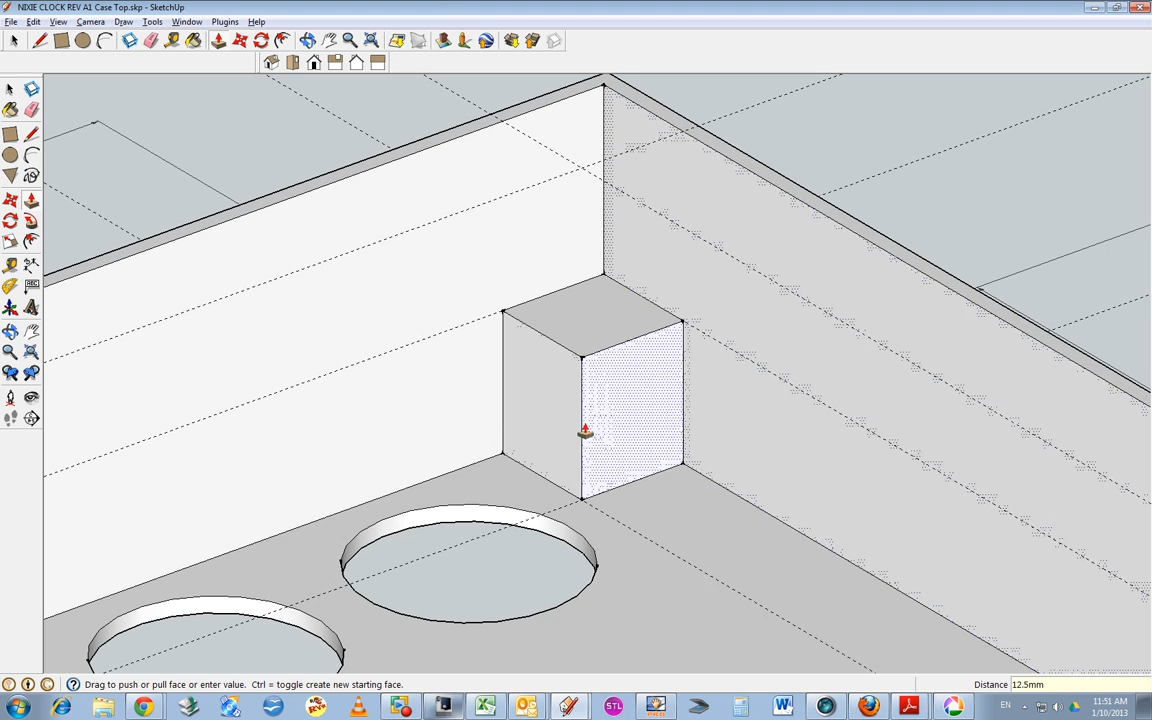 NIXIE CLOCK REV A1 Case Top.skp - SketchUp
File Edit View Camera Draw Tools Window Plugins Help
ABC
Drag to push or pull face or enter value. Ctrl = toggle create new starting face.
Distance 12.5mm
STL
EN
11:51 AM
1/10/2013